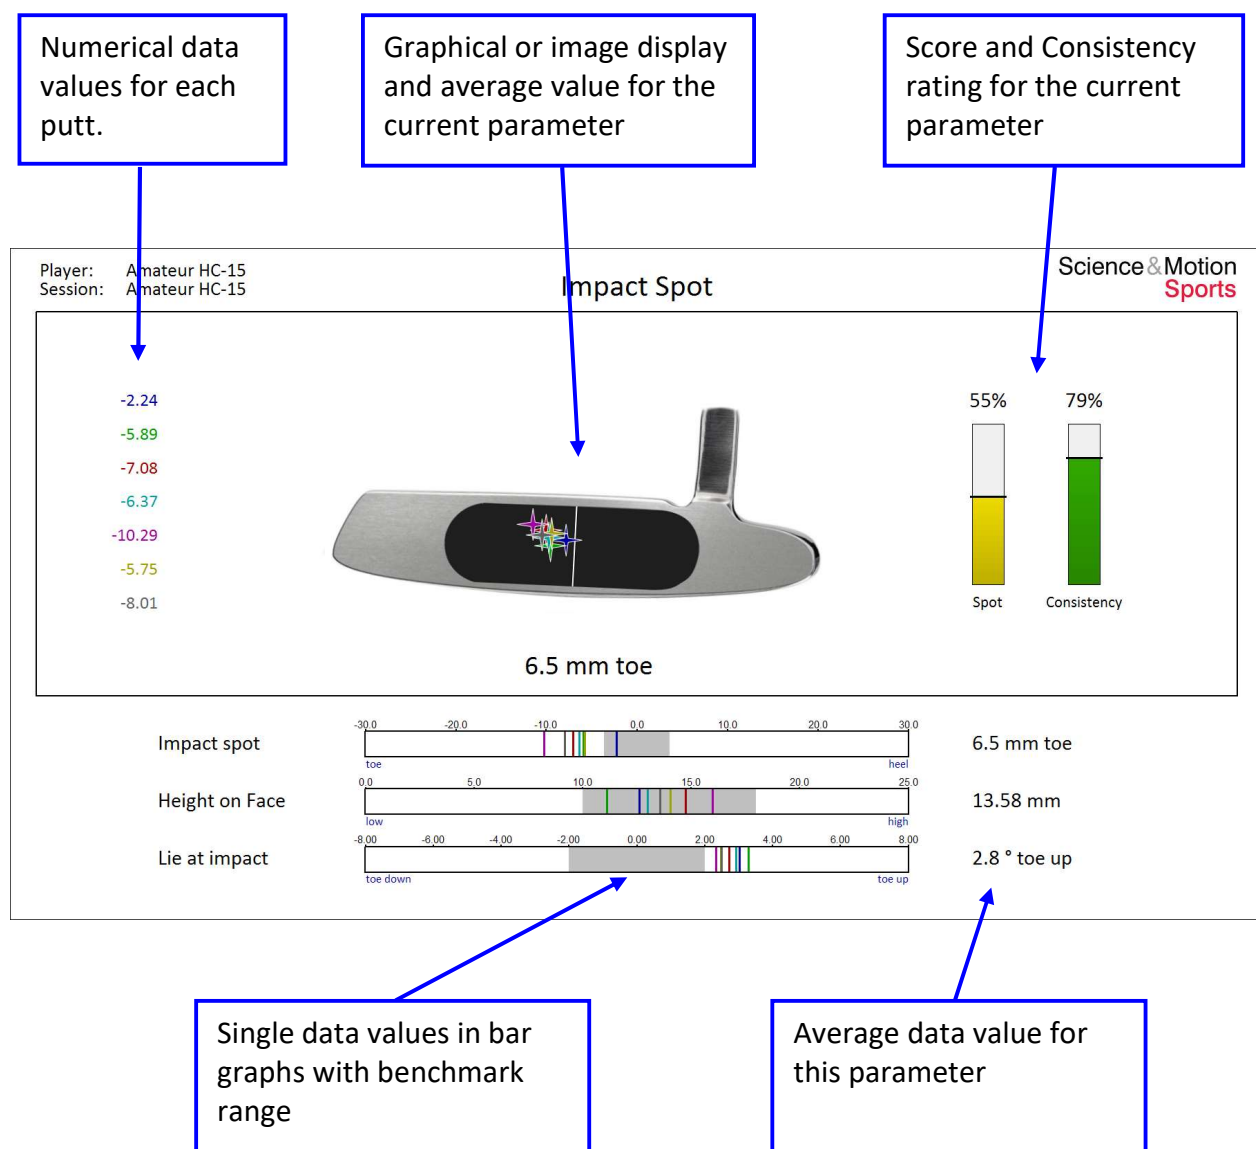 Numerical data
values for each
putt.
Graphical or image display
and average value for the
current parameter
Score and Consistency
rating for the current
parameter
Player: Amateur HC-15
Session: Amateur HC-15
Impact Spot
Science&Motion
Sports
-2.24
-5.89
-7.08
-6.37
-10.29
-5.75
-8.01
55% 79%
Spot Consistency
6.5 mm toe
-30.0 -20.0 -10.0 0.0 10.0 20.0 30.0
Impact spot 6.5 mm toe
toe heel
0.0 5.0 10.0 15.0 20.0 25.0
Height on Face 13.58 mm
low high
-8.00 -6.00 -4.00 -2.00 0.00 2.00 4.00 6.00 8.00
Lie at impact 2.8 ° toe up
toe down toe up
Single data values in bar
graphs with benchmark
range
Average data value for
this parameter